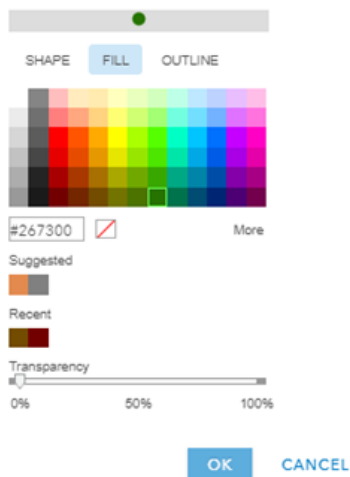 SHAPE FILL OUTLINE
#267300 More
Suggested
Recent
Transparency
0% 50% 100%
OK CANCEL